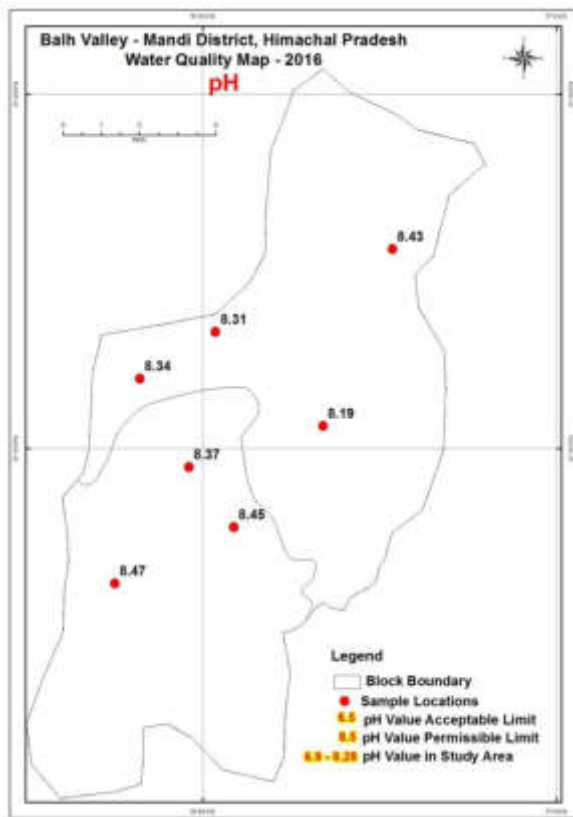 Balh Valley - Mandi District, Himachal Pradesh
Water Quality Map - 2016
pH
8.43
8.31
8.34
8.19
8.37
8.45
8.47
Legend
Block Boundary
Sample Locations
6.5 pH Value Acceptable Limit
8.5 pH Value Permissible Limit
pH Value in Study Area